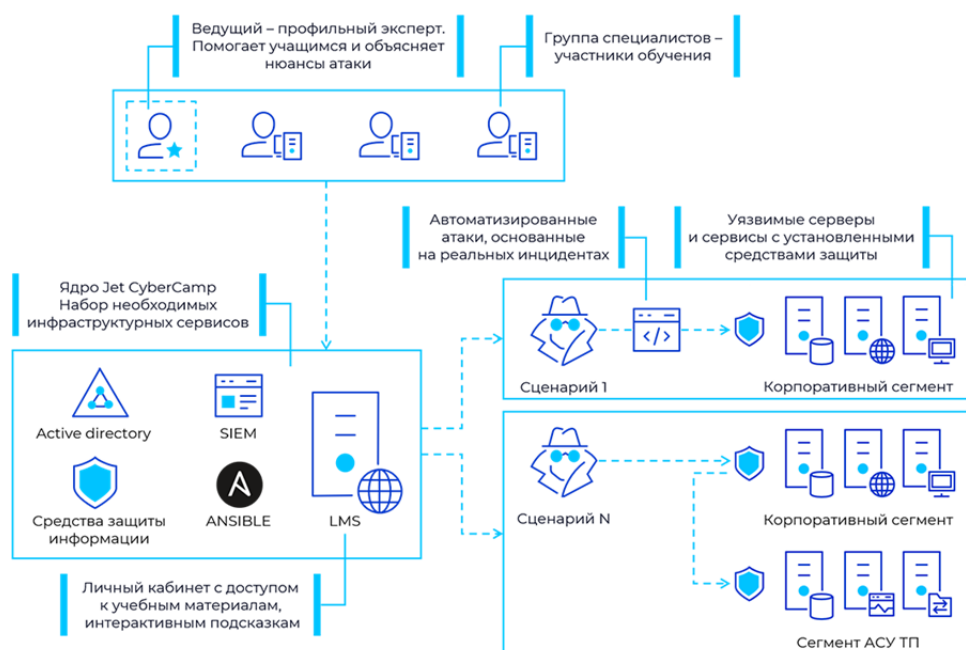 Ведущий – профильный эксперт.
Помогает учащимся и объясняет
нюансы атаки
Группа специалистов –
участники обучения
Автоматизированные
атаки, основанные
на реальных инцидентах
Уязвимые серверы
и сервисы с установленными
средствами защиты
Ядро Jet CyberCamp
Набор необходимых
инфраструктурных сервисов
Active directory
SIEM
Средства защиты
информации
ANSIBLE
LMS
Личный кабинет с доступом
к учебным материалам,
интерактивным подсказкам
Сценарий 1
Корпоративный сегмент
Сценарий N
Корпоративный сегмент
Сегмент АСУ ТП